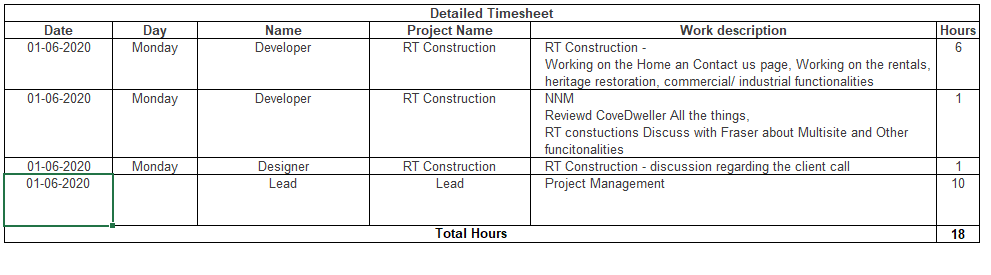 Detailed Timesheet
Date Day Name Project Name Work description Hours
01-06-2020 Monday Developer RT Construction RT Construction - 6
Working on the Home an Contact us page, Working on the rentals,
heritage restoration, commercial/ industrial functionalities
01-06-2020 Monday Developer RT Construction NNM 1
Reviewd CoveDweller All the things,
RT constuctions Discuss with Fraser about Multisite and Other
funcitonalities
01-06-2020 Monday Designer RT Construction RT Construction - discussion regarding the client call 1
01-06-2020 Lead Lead Project Management 10
Total Hours 18